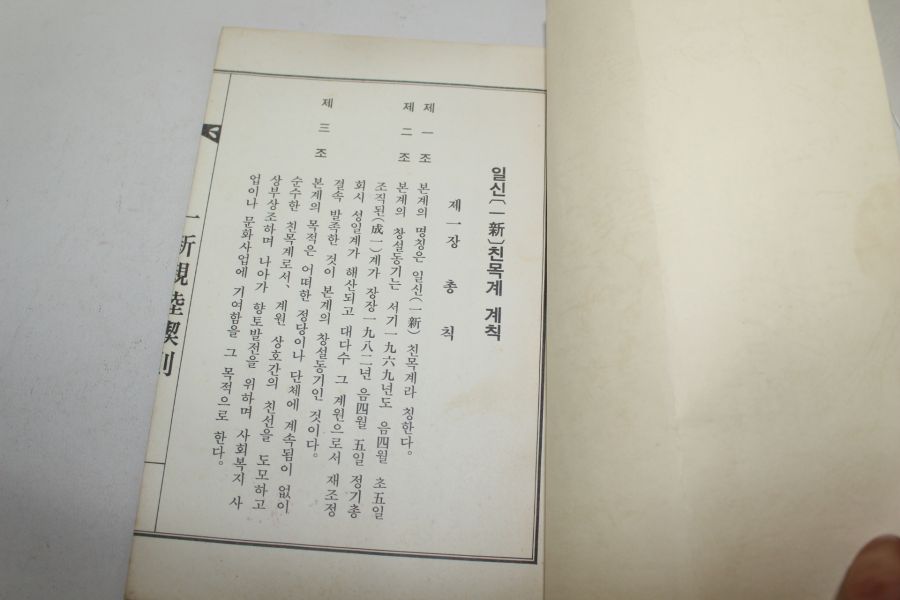 일신(一新)친목계 계칙
제一장 총칙
제一조 본계의 명칭은 일신(一新) 친목계라 칭한다.
제二조 본계의 창설동기는 서기一九六九년도 음四월 초五일
조직된(成一)계가 장장一九八二년 음四월 五일 정기총
회시 성일계가 해산되고 대다수 그 계원으로서 재조정
결속 발족한 것이 본계의 창설동기인 것이다.
제三조 본계의 목적은 어떠한 정당이나 단체에 계속됨이 없이
순수한 친목계로서、계원 상호간의 친선을 도모하고
상부상조하며 나아가 향토발전을 위하며 사회복지 사
업이나 문화사업에 기여함을 그 목적으로 한다。
一新親睦契則